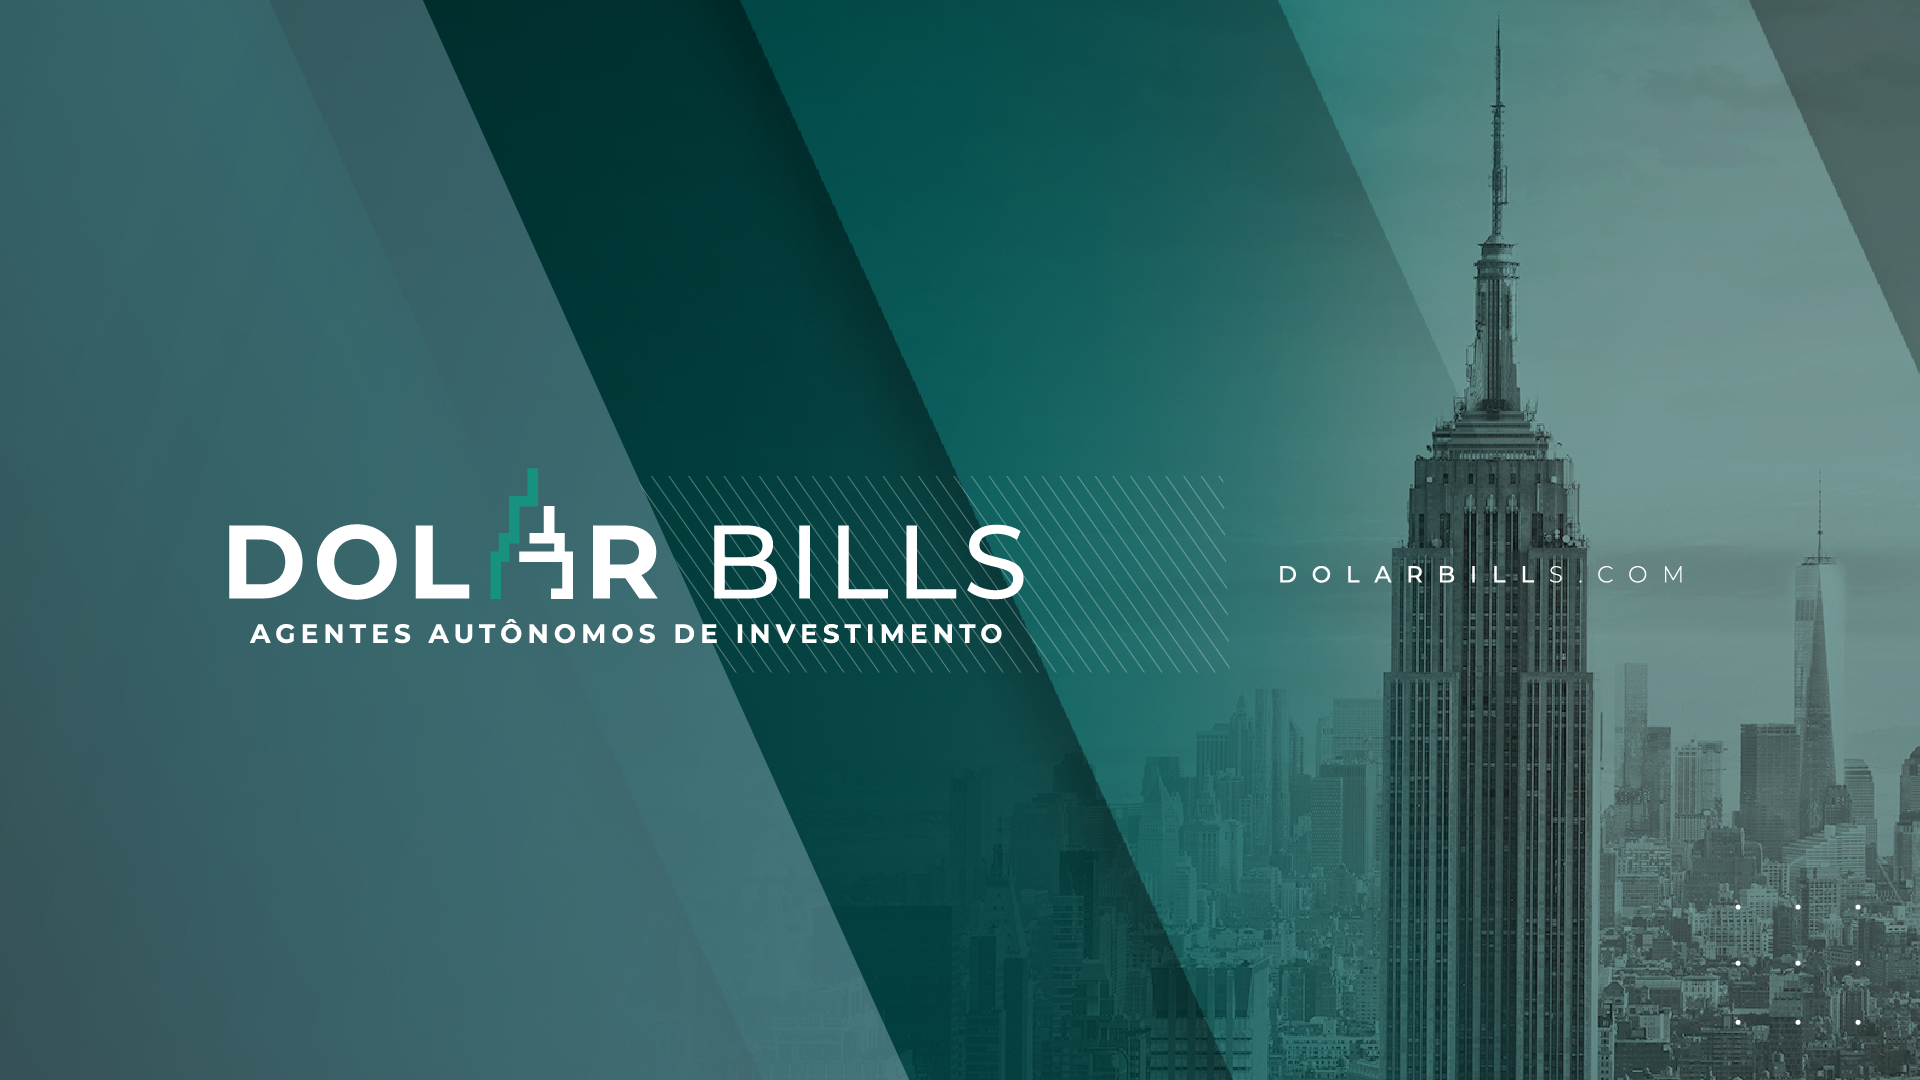 DOLAR BILLS
AGENTES AUTÔNOMOS DE INVESTIMENTO
DOLARBILLS.COM